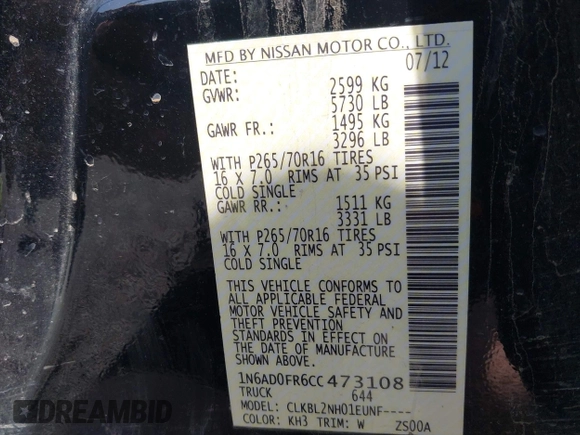 MFD BY NISSAN MOTOR CO., LTD.
DATE: 07/12
GVWR: 2599 KG
5730 LB
GAWR FR.: 1495 KG
3296 LB
WITH P265/70R16 TIRES
16 X 7.0 RIMS AT 35 PSI
COLD SINGLE
GAWR RR.: 1511 KG
3331 LB
WITH P265/70R16 TIRES
16 X 7.0 RIMS AT 35 PSI
COLD SINGLE
THIS VEHICLE CONFORMS TO
ALL APPLICABLE FEDERAL
MOTOR VEHICLE SAFETY AND
THEFT PREVENTION
STANDARDS IN EFFECT ON
THE DATE OF MANUFACTURE
SHOWN ABOVE.
1N6AD0FR6CC473108
TRUCK 644
MODEL: CLKBL2NH01EUNF----
COLOR: KH3 TRIM: W ZS00A
DREAMBID
AUTO CATALOG